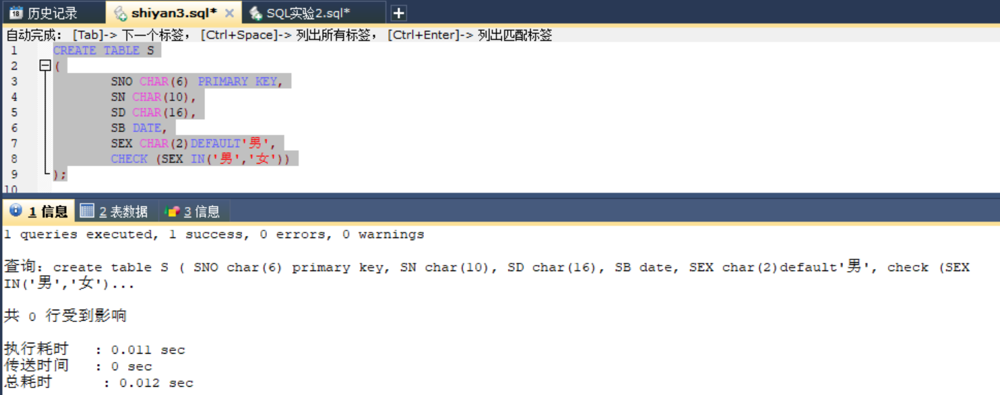 历史记录 shiyan3.sql* SQL实验2.sql*
自动完成: [Tab]-> 下一个标签， [Ctrl+Space]-> 列出所有标签， [Ctrl+Enter]-> 列出匹配标签
1 CREATE TABLE S
2 (
3 SNO CHAR(6) PRIMARY KEY,
4 SN CHAR(10),
5 SD CHAR(16),
6 SB DATE,
7 SEX CHAR(2)DEFAULT'男',
8 CHECK (SEX IN('男','女'))
9 );
10
1 信息 2 表数据 3 信息
1 queries executed, 1 success, 0 errors, 0 warnings
查询: create table S ( SNO char(6) primary key, SN char(10), SD char(16), SB date, SEX char(2)default'男', check (SEX
IN('男','女')...
共 0 行受到影响
执行耗时 : 0.011 sec
传送时间 : 0 sec
总耗时 : 0.012 sec